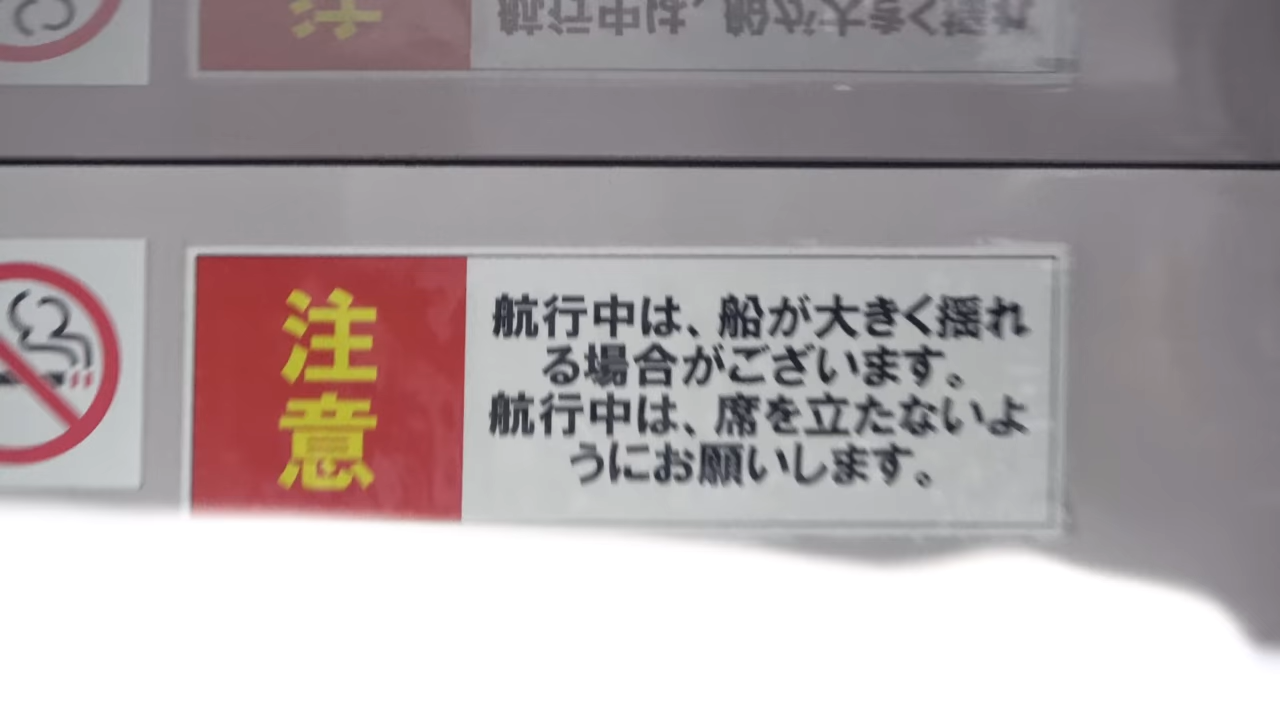 注意
航行中は、船が大きく揺れ
る場合がございます。
航行中は、席を立たないよ
うにお願いします。